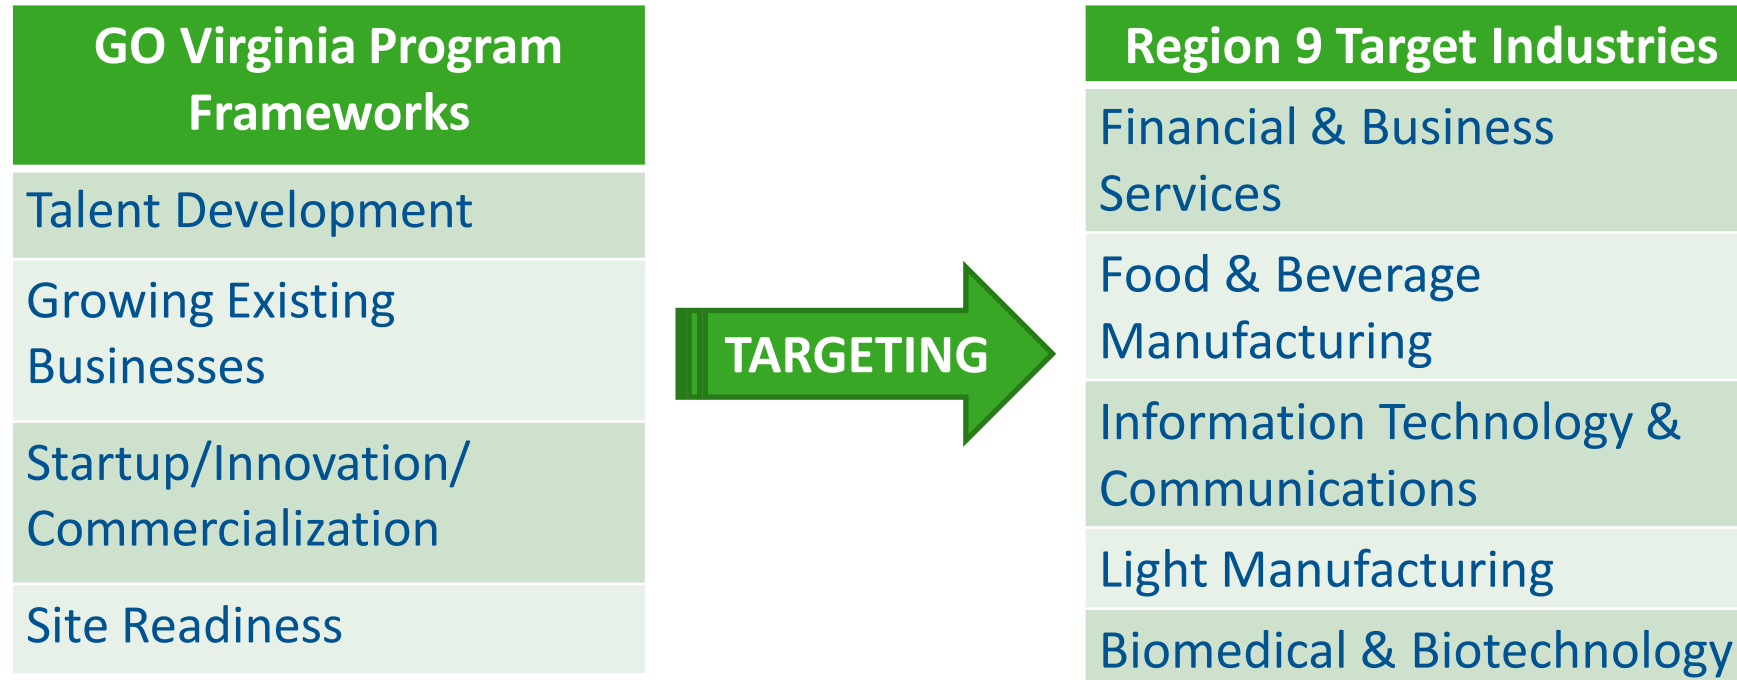 GO Virginia Program
Frameworks
Talent Development
Growing Existing
Businesses
Startup/Innovation/
Commercialization
Site Readiness
TARGETING
Region 9 Target Industries
Financial & Business
Services
Food & Beverage
Manufacturing
Information Technology &
Communications
Light Manufacturing
Biomedical & Biotechnology